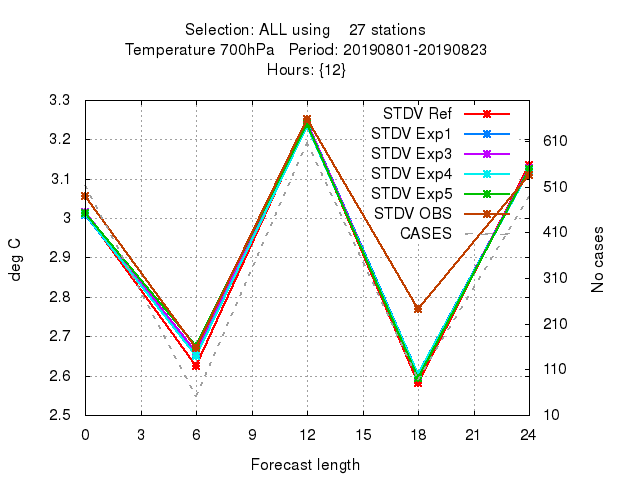 Selection: ALL using    27 stations
Temperature 700hPa   Period: 20190801-20190823
Hours: {12}
3.3
3.2
3.1
3
2.9
2.8
2.7
2.6
2.5
deg C
STDV Ref
STDV Exp1
STDV Exp3
STDV Exp4
STDV Exp5
STDV OBS
CASES
610
510
410
310
210
110
10
No cases
0 3 6 9 12 15 18 21 24
Forecast length